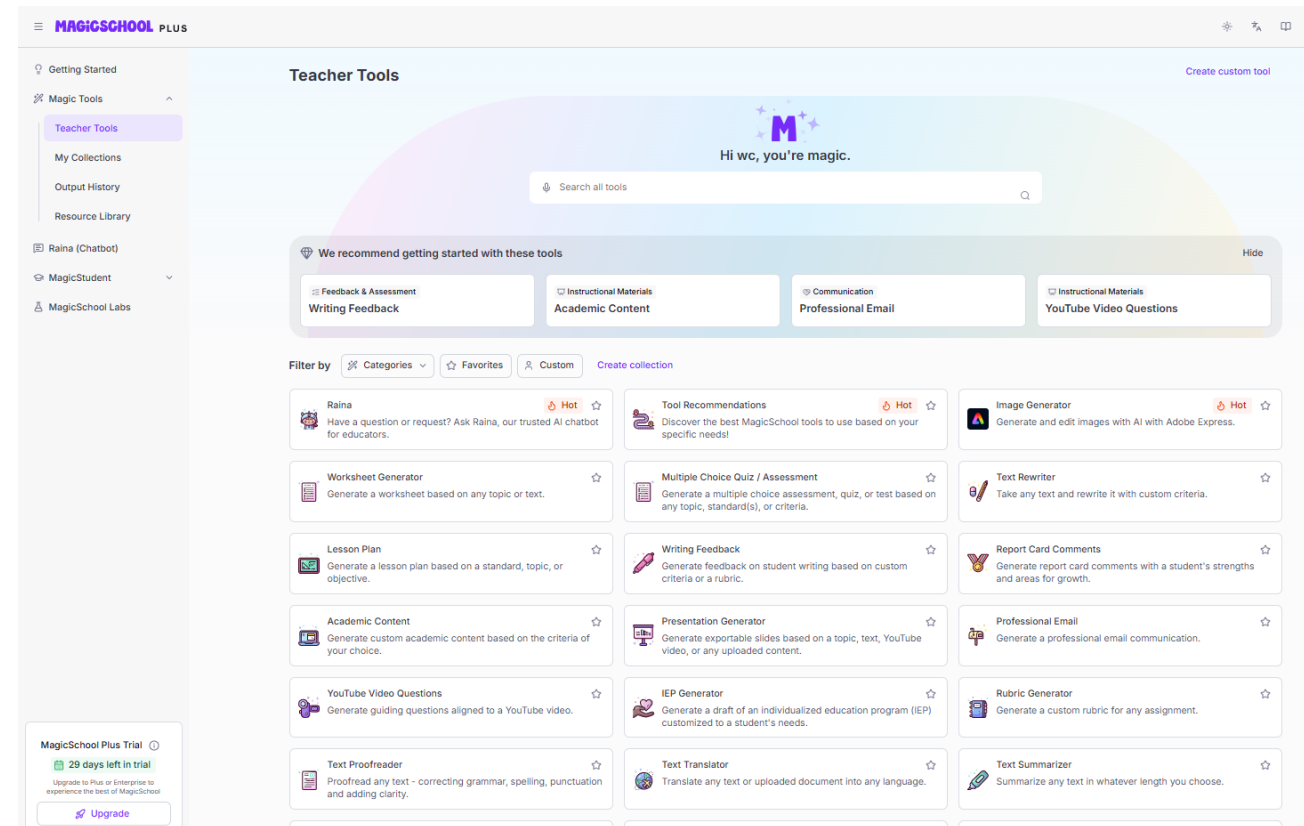 MAGiCSCHOOL PLUS
Getting Started
Magic Tools
Teacher Tools
My Collections
Output History
Resource Library
Raina (Chatbot)
MagicStudent
MagicSchool Labs
MagicSchool Plus Trial
29 days left in trial
Upgrade to Plus or Enterprise to
experience the best of MagicSchool
Upgrade
Teacher Tools
Create custom tool
M
Hi wc, you're magic.
Search all tools
We recommend getting started with these tools
Hide
Feedback & Assessment
Writing Feedback
Instructional Materials
Academic Content
Communication
Professional Email
Instructional Materials
YouTube Video Questions
Filter by
Categories
Favorites
Custom
Create collection
Raina
Hot
Have a question or request? Ask Raina, our trusted AI chatbot
for educators.
Tool Recommendations
Hot
Discover the best MagicSchool tools to use based on your
specific needs!
Image Generator
Hot
Generate and edit images with AI with Adobe Express.
Worksheet Generator
Generate a worksheet based on any topic or text.
Multiple Choice Quiz / Assessment
Generate a multiple choice assessment, quiz, or test based on
any topic, standard(s), or criteria.
Text Rewriter
Take any text and rewrite it with custom criteria.
Lesson Plan
Generate a lesson plan based on a standard, topic, or
objective.
Writing Feedback
Generate feedback on student writing based on custom
criteria or a rubric.
Report Card Comments
Generate report card comments with a student's strengths
and areas for growth.
Academic Content
Generate custom academic content based on the criteria of
your choice.
Presentation Generator
Generate exportable slides based on a topic, text, YouTube
video, or any uploaded content.
Professional Email
Generate a professional email communication.
YouTube Video Questions
Generate guiding questions aligned to a YouTube video.
IEP Generator
Generate a draft of an individualized education program (IEP)
customized to a student's needs.
Rubric Generator
Generate a custom rubric for any assignment.
Text Proofreader
Proofread any text - correcting grammar, spelling, punctuation
and adding clarity.
Text Translator
Translate any text or uploaded document into any language.
Text Summarizer
Summarize any text in whatever length you choose.